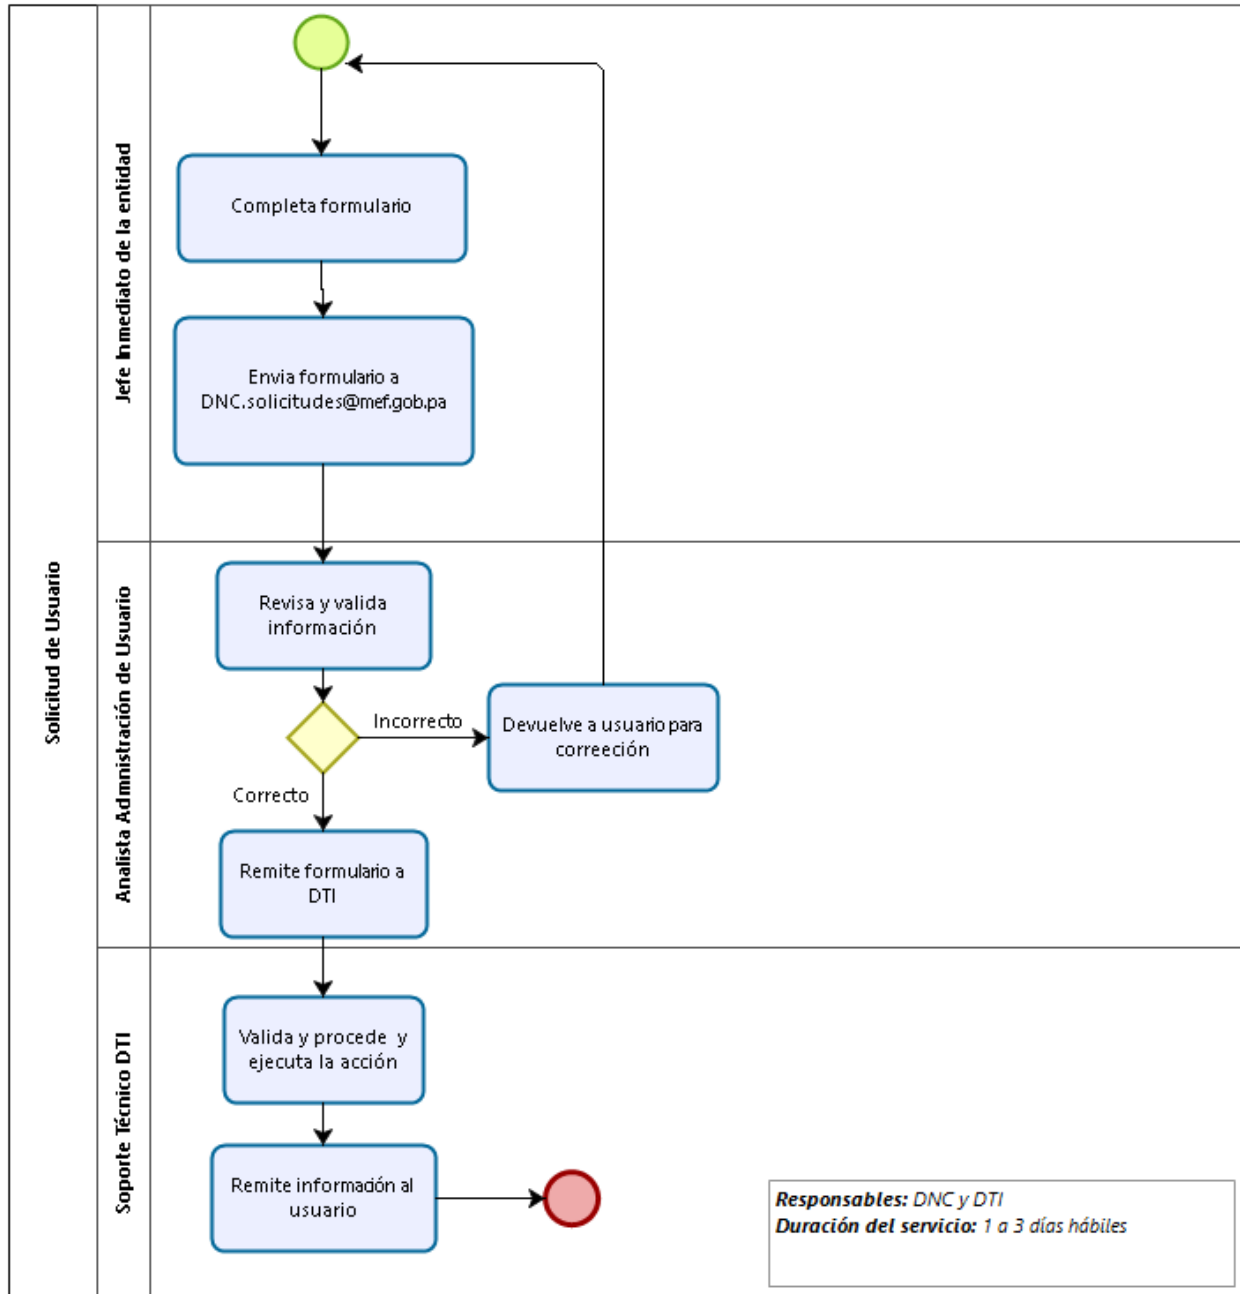 Solicitud de Usuario
Jefe Inmediato de la entidad
Completa formulario
Envia formulario a
DNC.solicitudes@mef.gob.pa
Analista Admnistración de Usuario
Revisa y valida
información
Incorrecto
Devuelve a usuario para
correeción
Correcto
Remite formulario a
DTI
Soporte Técnico DTI
Valida y procede y
ejecuta la acción
Remite información al
usuario
Responsables: DNC y DTI
Duración del servicio: 1 a 3 días hábiles